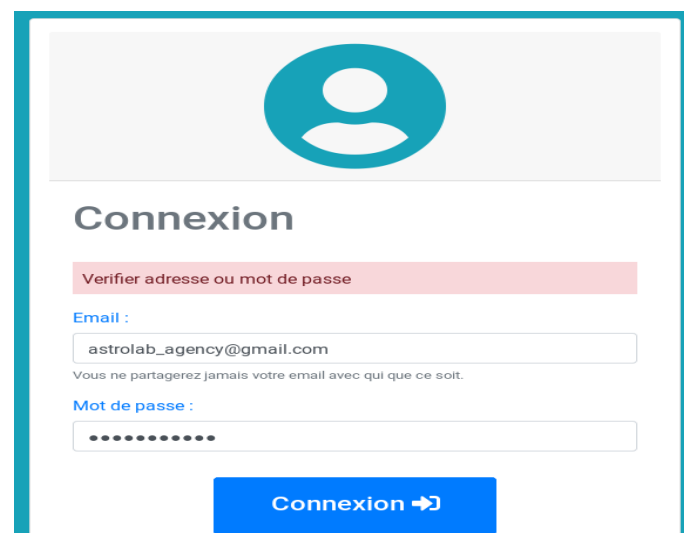 Connexion
Verifier adresse ou mot de passe
Email :
astrolab_agency@gmail.com
Vous ne partagerez jamais votre email avec qui que ce soit.
Mot de passe :
•••••••••••
Connexion